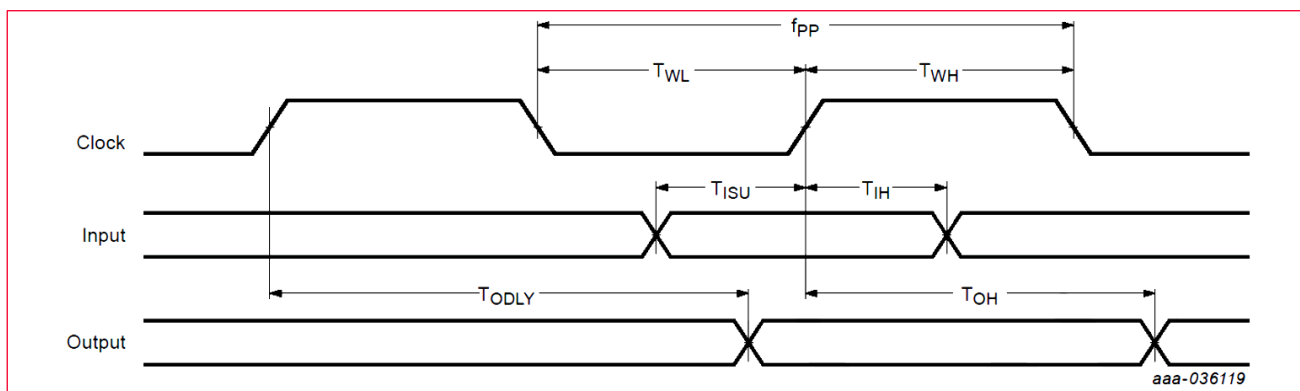 fPP
TWL
TWH
Clock
TISU
TIH
Input
TODLY
TOH
Output
aaa-036119